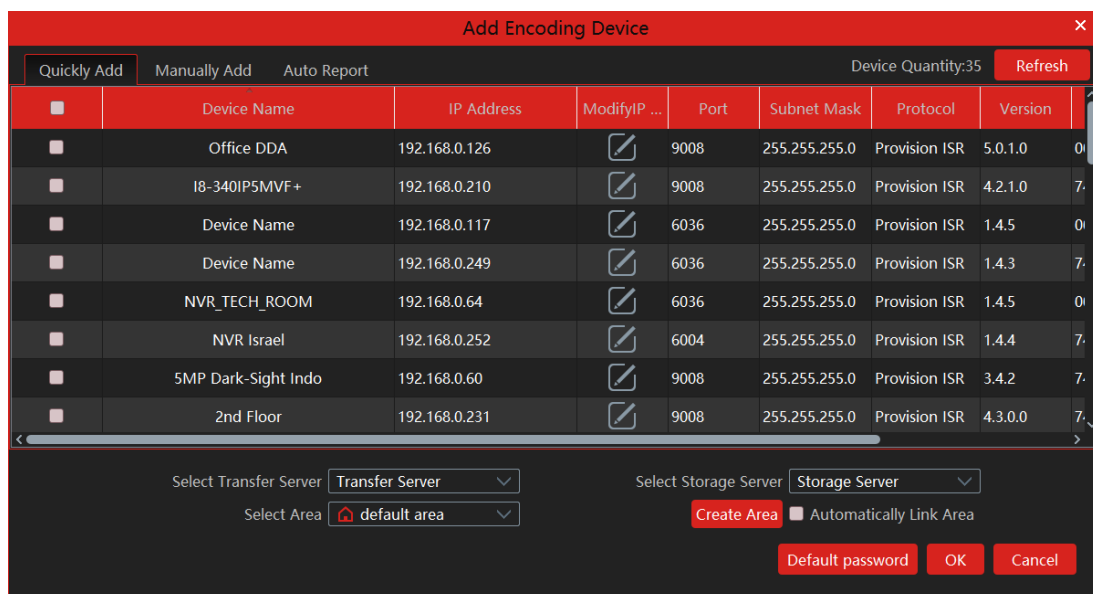 Add Encoding Device
Quickly Add Manually Add Auto Report Device Quantity:35 Refresh
Device Name IP Address ModifyIP ... Port Subnet Mask Protocol Version
Office DDA 192.168.0.126 9008 255.255.255.0 Provision ISR 5.0.1.0
I8-340IP5MVF+ 192.168.0.210 9008 255.255.255.0 Provision ISR 4.2.1.0
Device Name 192.168.0.117 6036 255.255.255.0 Provision ISR 1.4.5
Device Name 192.168.0.249 6036 255.255.255.0 Provision ISR 1.4.3
NVR_TECH_ROOM 192.168.0.64 6036 255.255.255.0 Provision ISR 1.4.5
NVR Israel 192.168.0.252 6004 255.255.255.0 Provision ISR 1.4.4
5MP Dark-Sight Indo 192.168.0.60 9008 255.255.255.0 Provision ISR 3.4.2
2nd Floor 192.168.0.231 9008 255.255.255.0 Provision ISR 4.3.0.0
Select Transfer Server Transfer Server Select Storage Server Storage Server
Select Area default area Create Area Automatically Link Area
Default password OK Cancel